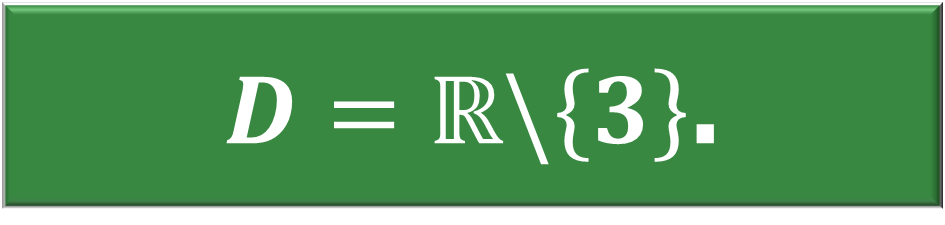 D = ℝ\{3}.